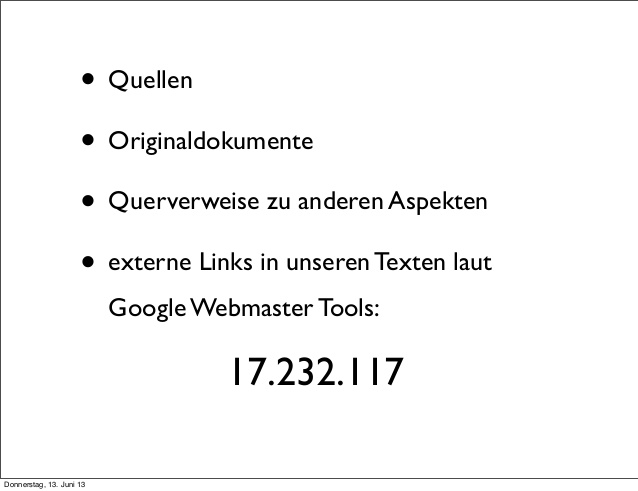 • Quellen
• Originaldokumente
• Querverweise zu anderen Aspekten
• externe Links in unseren Texten laut
Google Webmaster Tools:
17.232.117
Donnerstag, 13. Juni 13